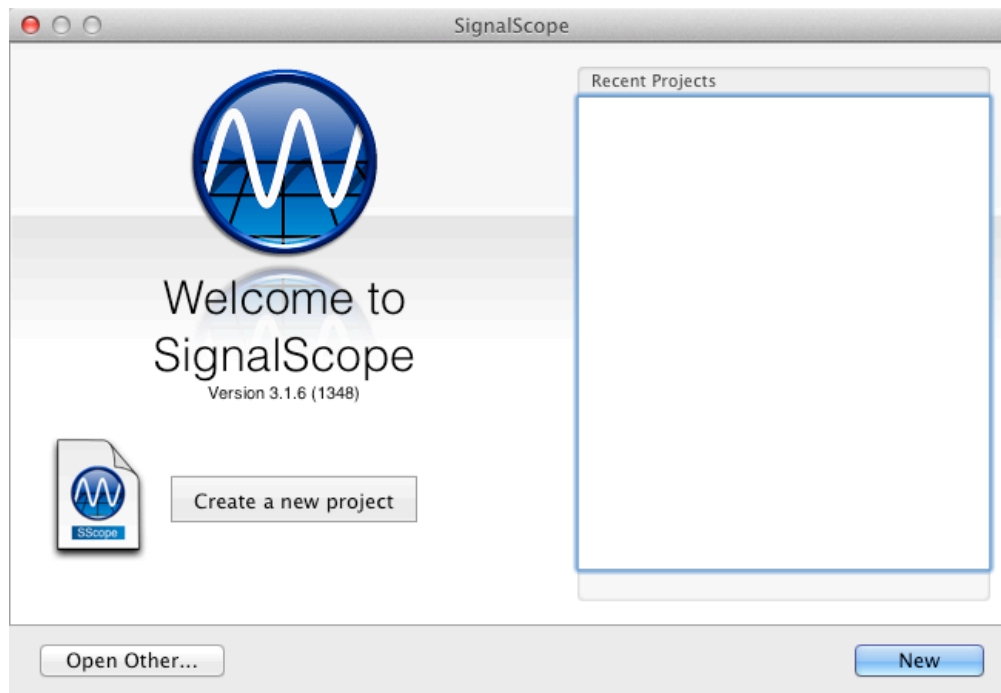 SignalScope
Recent Projects
Welcome to
SignalScope
Version 3.1.6 (1348)
SScope
Create a new project
Open Other...
New